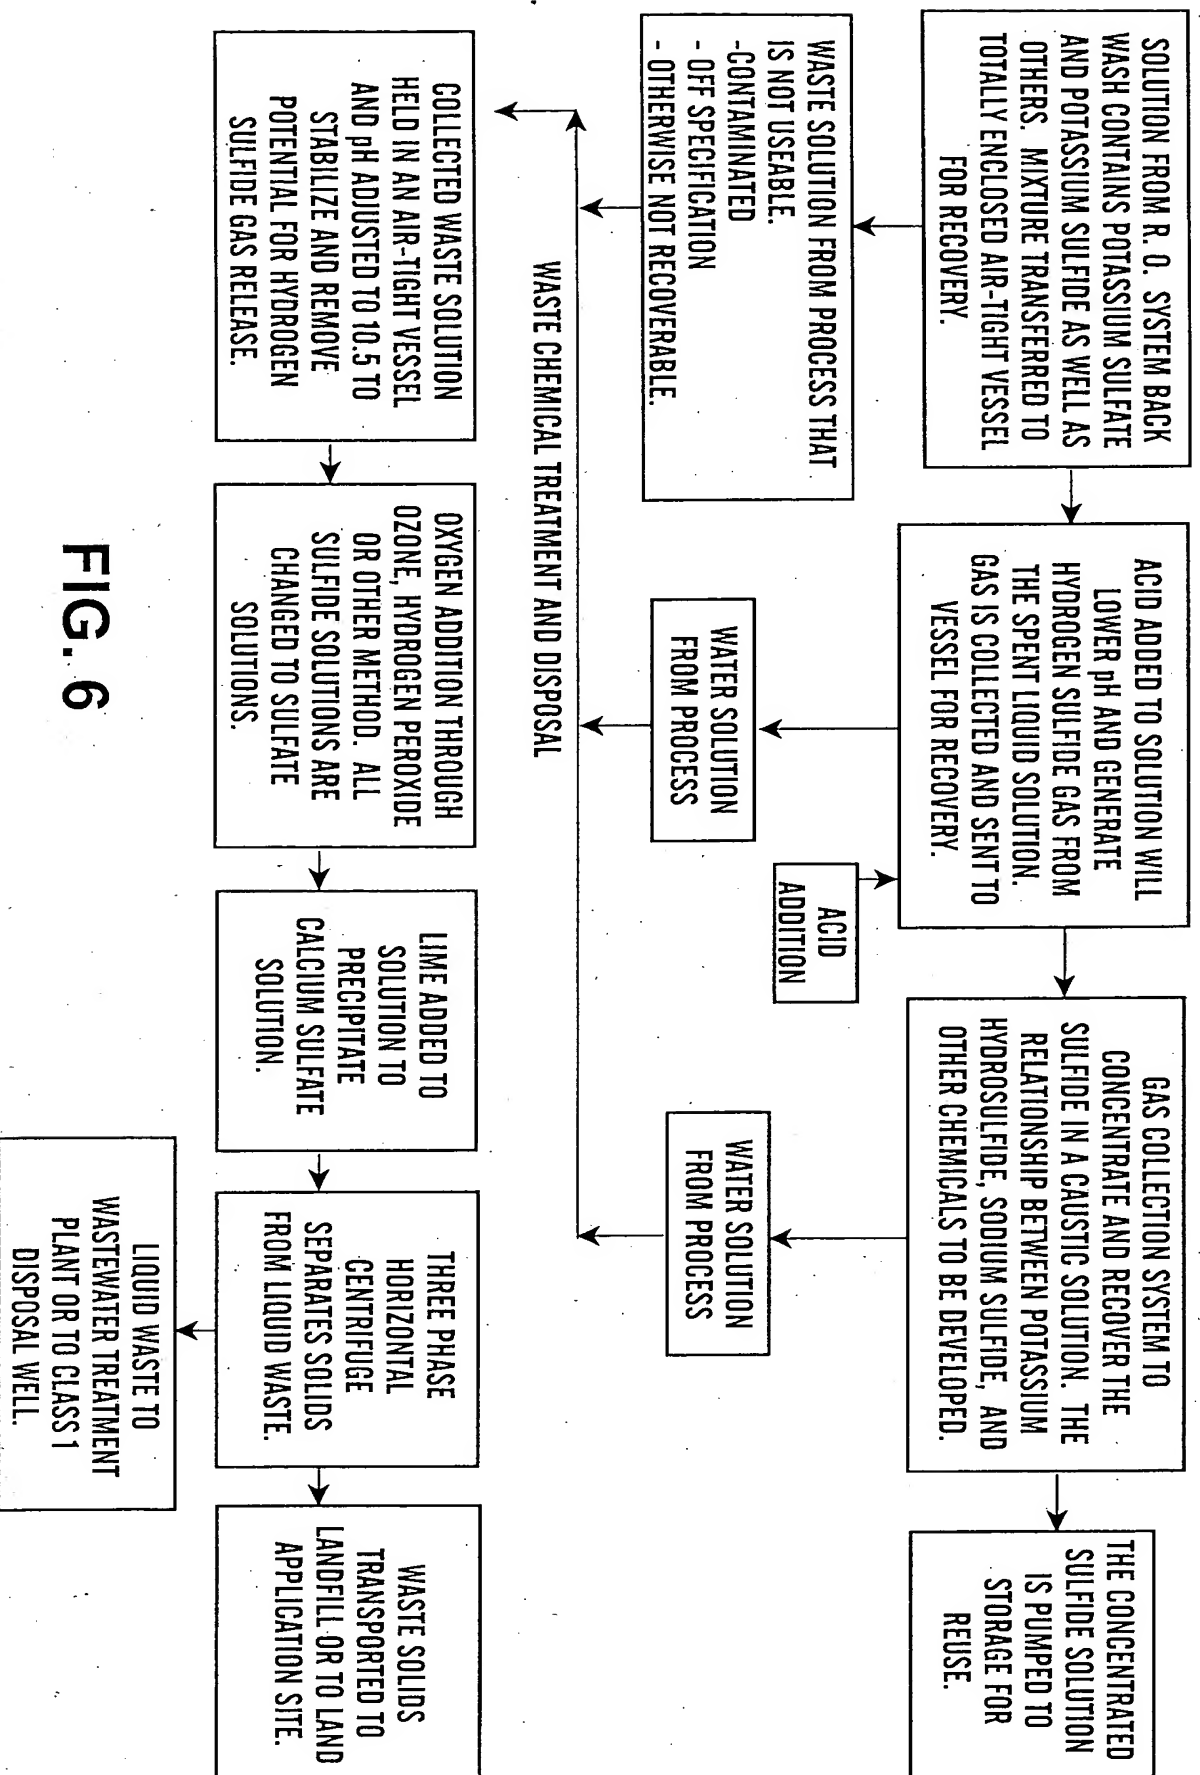 SOLUTION FROM R. O. SYSTEM BACK
WASH CONTAINS POTASSIUM SULFATE
AND POTASSIUM SULFIDE AS WELL AS
OTHERS. MIXTURE TRANSFERRED TO
TOTALLY ENCLOSED AIR-TIGHT VESSEL
FOR RECOVERY.
ACID ADDED TO SOLUTION WILL
LOWER pH AND GENERATE
HYDROGEN SULFIDE GAS FROM
THE SPENT LIQUID SOLUTION.
GAS IS COLLECTED AND SENT TO
VESSEL FOR RECOVERY.
GAS COLLECTION SYSTEM TO
CONCENTRATE AND RECOVER THE
SULFIDE IN A CAUSTIC SOLUTION. THE
RELATIONSHIP BETWEEN POTASSIUM
HYDROSULFIDE, SODIUM SULFIDE, AND
OTHER CHEMICALS TO BE DEVELOPED.
THE CONCENTRATED
SULFIDE SOLUTION
IS PUMPED TO
STORAGE FOR
REUSE.
ACID
ADDITION
WASTE SOLUTION FROM PROCESS THAT
IS NOT USEABLE.
-CONTAMINATED
- OFF SPECIFICATION
- OTHERWISE NOT RECOVERABLE.
WATER SOLUTION
FROM PROCESS
WATER SOLUTION
FROM PROCESS
WASTE CHEMICAL TREATMENT AND DISPOSAL
COLLECTED WASTE SOLUTION
HELD IN AN AIR-TIGHT VESSEL
AND pH ADJUSTED TO 10.5 TO
STABILIZE AND REMOVE
POTENTIAL FOR HYDROGEN
SULFIDE GAS RELEASE.
OXYGEN ADDITION THROUGH
OZONE, HYDROGEN PEROXIDE
OR OTHER METHOD. ALL
SULFIDE SOLUTIONS ARE
CHANGED TO SULFATE
SOLUTIONS.
LIME ADDED TO
SOLUTION TO
PRECIPITATE
CALCIUM SULFATE
SOLUTION.
THREE PHASE
HORIZONTAL
CENTRIFUGE
SEPARATES SOLIDS
FROM LIQUID WASTE.
WASTE SOLIDS
TRANSPORTED TO
LANDFILL OR TO LAND
APPLICATION SITE.
LIQUID WASTE TO
WASTEWATER TREATMENT
PLANT OR TO CLASS 1
DISPOSAL WELL.
FIG. 6